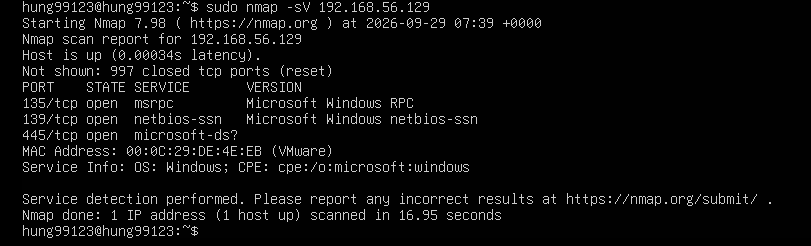 hung99123@hung99123:~$ sudo nmap -sV 192.168.56.129
Starting Nmap 7.98 ( https://nmap.org ) at 2026-09-29 07:39 +0000
Nmap scan report for 192.168.56.129
Host is up (0.00034s latency).
Not shown: 997 closed tcp ports (reset)
PORT    STATE SERVICE       VERSION
135/tcp open  msrpc         Microsoft Windows RPC
139/tcp open  netbios-ssn   Microsoft Windows netbios-ssn
445/tcp open  microsoft-ds?
MAC Address: 00:0C:29:DE:4E:EB (VMware)
Service Info: OS: Windows; CPE: cpe:/o:microsoft:windows
Service detection performed. Please report any incorrect results at https://nmap.org/submit/ .
Nmap done: 1 IP address (1 host up) scanned in 16.95 seconds
hung99123@hung99123:~$